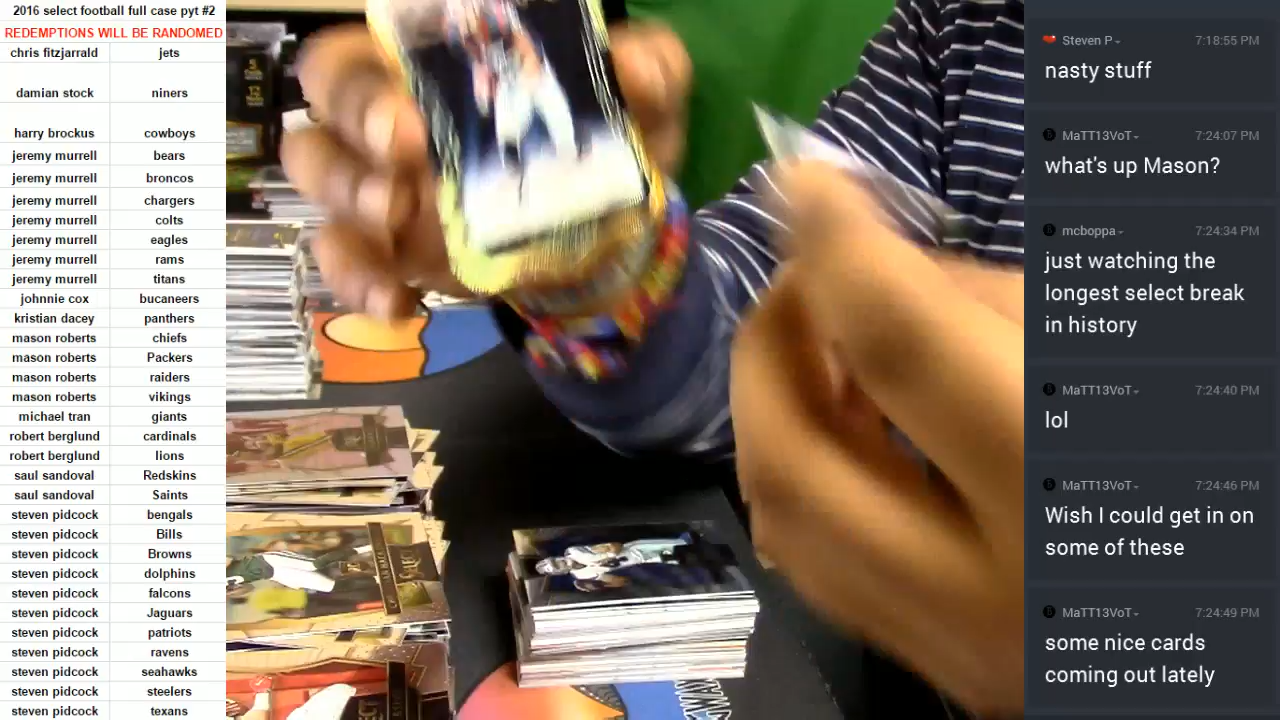 2016 select football full case pyt #2
REDEMPTIONS WILL BE RANDOMED
chris fitzjarrald jets
damian stock niners
harry brockus cowboys
jeremy murrell bears
jeremy murrell broncos
jeremy murrell chargers
jeremy murrell colts
jeremy murrell eagles
jeremy murrell rams
jeremy murrell titans
johnnie cox bucaneers
kristian dacey panthers
mason roberts chiefs
mason roberts Packers
mason roberts raiders
mason roberts vikings
michael tran giants
robert berglund cardinals
robert berglund lions
saul sandoval Redskins
saul sandoval Saints
steven pidcock bengals
steven pidcock Bills
steven pidcock Browns
steven pidcock dolphins
steven pidcock falcons
steven pidcock Jaguars
steven pidcock patriots
steven pidcock ravens
steven pidcock seahawks
steven pidcock steelers
steven pidcock texans
SELECT
Steven P 7:18:55 PM
nasty stuff
MaTT13VoT 7:24:07 PM
what's up Mason?
mcboppa 7:24:34 PM
just watching the
longest select break
in history
MaTT13VoT 7:24:40 PM
lol
MaTT13VoT 7:24:46 PM
Wish I could get in on
some of these
MaTT13VoT 7:24:49 PM
some nice cards
coming out lately